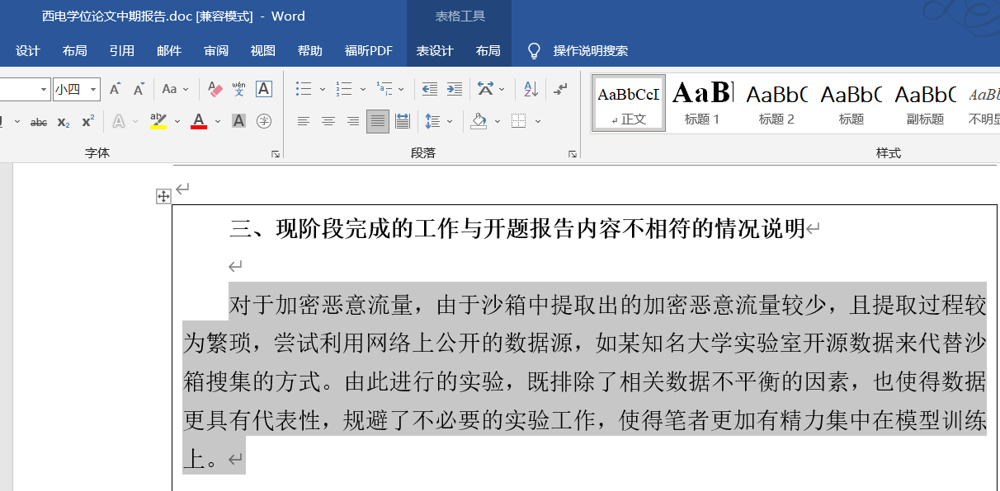 西电学位论文中期报告.doc [兼容模式] - Word
表格工具
设计 布局 引用 邮件 审阅 视图 帮助 福昕PDF 表设计 布局 操作说明搜索
小四 A A Aa A wén 文 A
abc x₂ x² A ab A A 字
AaBbCcI AaBl AaBbC AaBbC AaBbC AaBb
正文 标题 1 标题 2 标题 副标题 不明显
字体 段落 样式
三、现阶段完成的工作与开题报告内容不相符的情况说明
对于加密恶意流量，由于沙箱中提取出的加密恶意流量较少，且提取过程较
为繁琐，尝试利用网络上公开的数据源，如某知名大学实验室开源数据来代替沙
箱搜集的方式。由此进行的实验，既排除了相关数据不平衡的因素，也使得数据
更具有代表性，规避了不必要的实验工作，使得笔者更加有精力集中在模型训练
上。